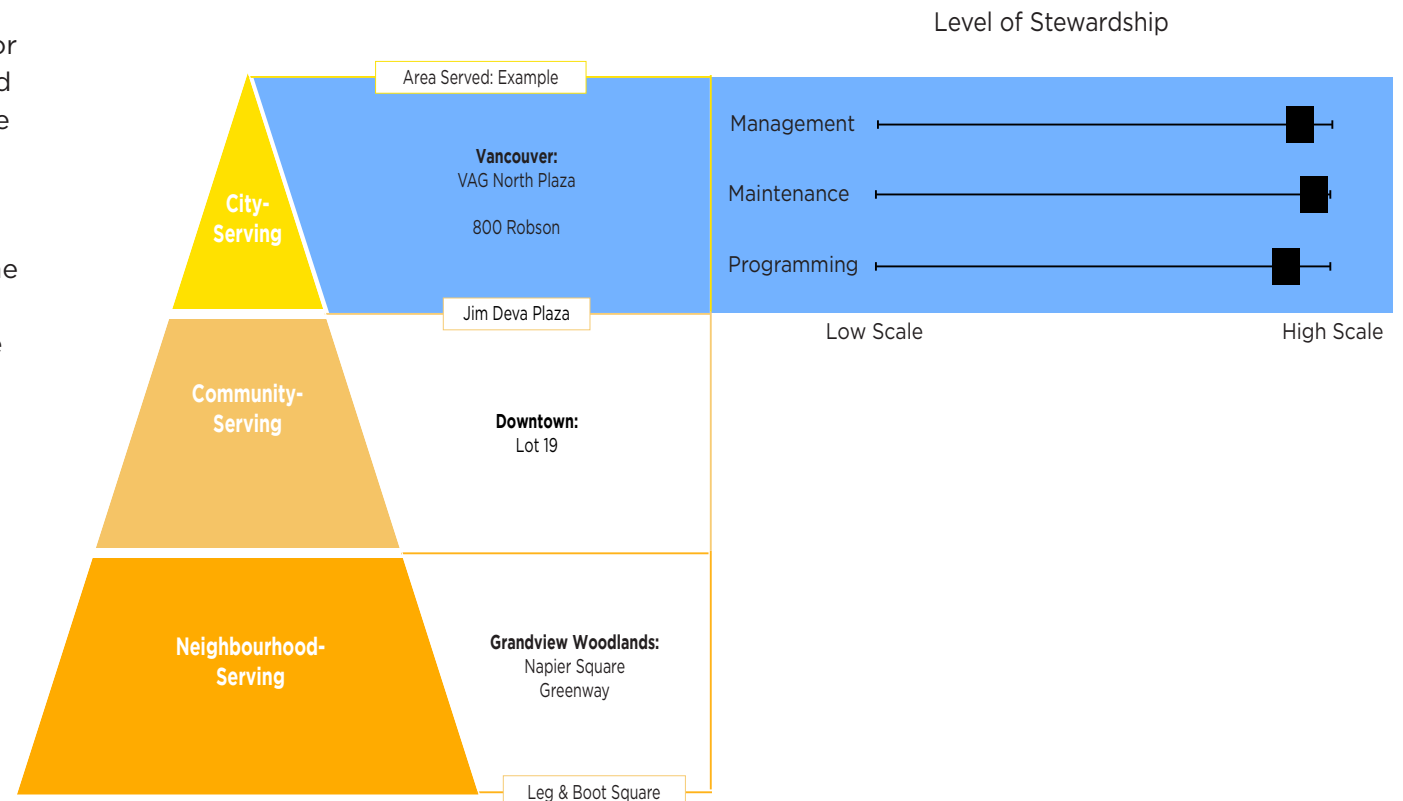 or
d
e
ne
e
Level of Stewardship
Area Served: Example
City-
Serving
Vancouver:
VAG North Plaza
800 Robson
Management
Maintenance
Programming
Low Scale
High Scale
Jim Deva Plaza
Community-
Serving
Downtown:
Lot 19
Neighbourhood-
Serving
Grandview Woodlands:
Napier Square
Greenway
Leg & Boot Square